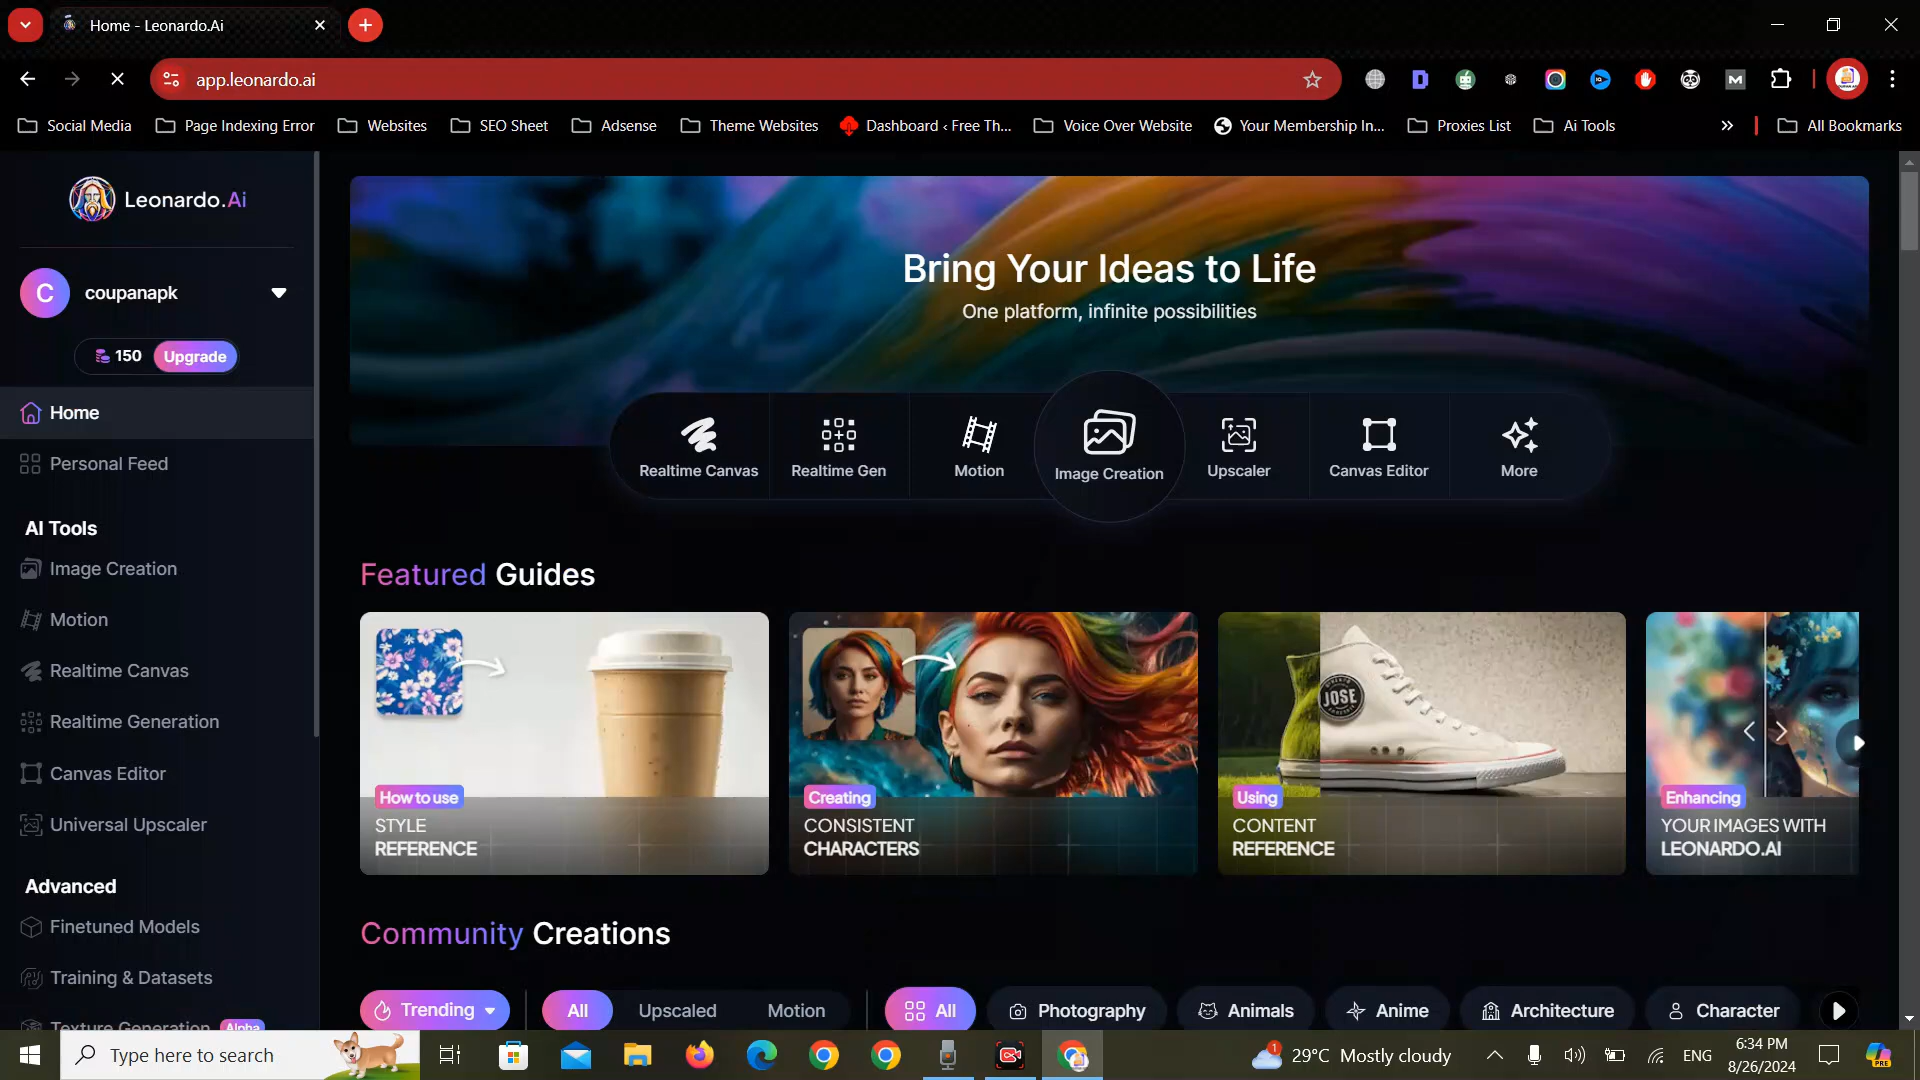 Home - Leonardo.Ai
app.leonardo.ai
Social Media
Page Indexing Error
Websites
SEO Sheet
Adsense
Theme Websites
Dashboard ‹ Free Th...
Voice Over Website
Your Membership In...
Proxies List
Ai Tools
All Bookmarks
Leonardo.Ai
C coupanapk
150 Upgrade
Home
Personal Feed
AI Tools
Image Creation
Motion
Realtime Canvas
Realtime Generation
Canvas Editor
Universal Upscaler
Advanced
Finetuned Models
Training & Datasets
Texture Generation Alpha
Bring Your Ideas to Life
One platform, infinite possibilities
Realtime Canvas
Realtime Gen
Motion
Image Creation
Upscaler
Canvas Editor
More
Featured Guides
How to use
STYLE
REFERENCE
Creating
CONSISTENT
CHARACTERS
JOSE
Using
CONTENT
REFERENCE
Enhancing
YOUR IMAGES WITH
LEONARDO.AI
Community Creations
Trending
All
Upscaled
Motion
All
Photography
Animals
Anime
Architecture
Character
Type here to search
1
29°C Mostly cloudy
ENG
6:34 PM
8/26/2024
PRE